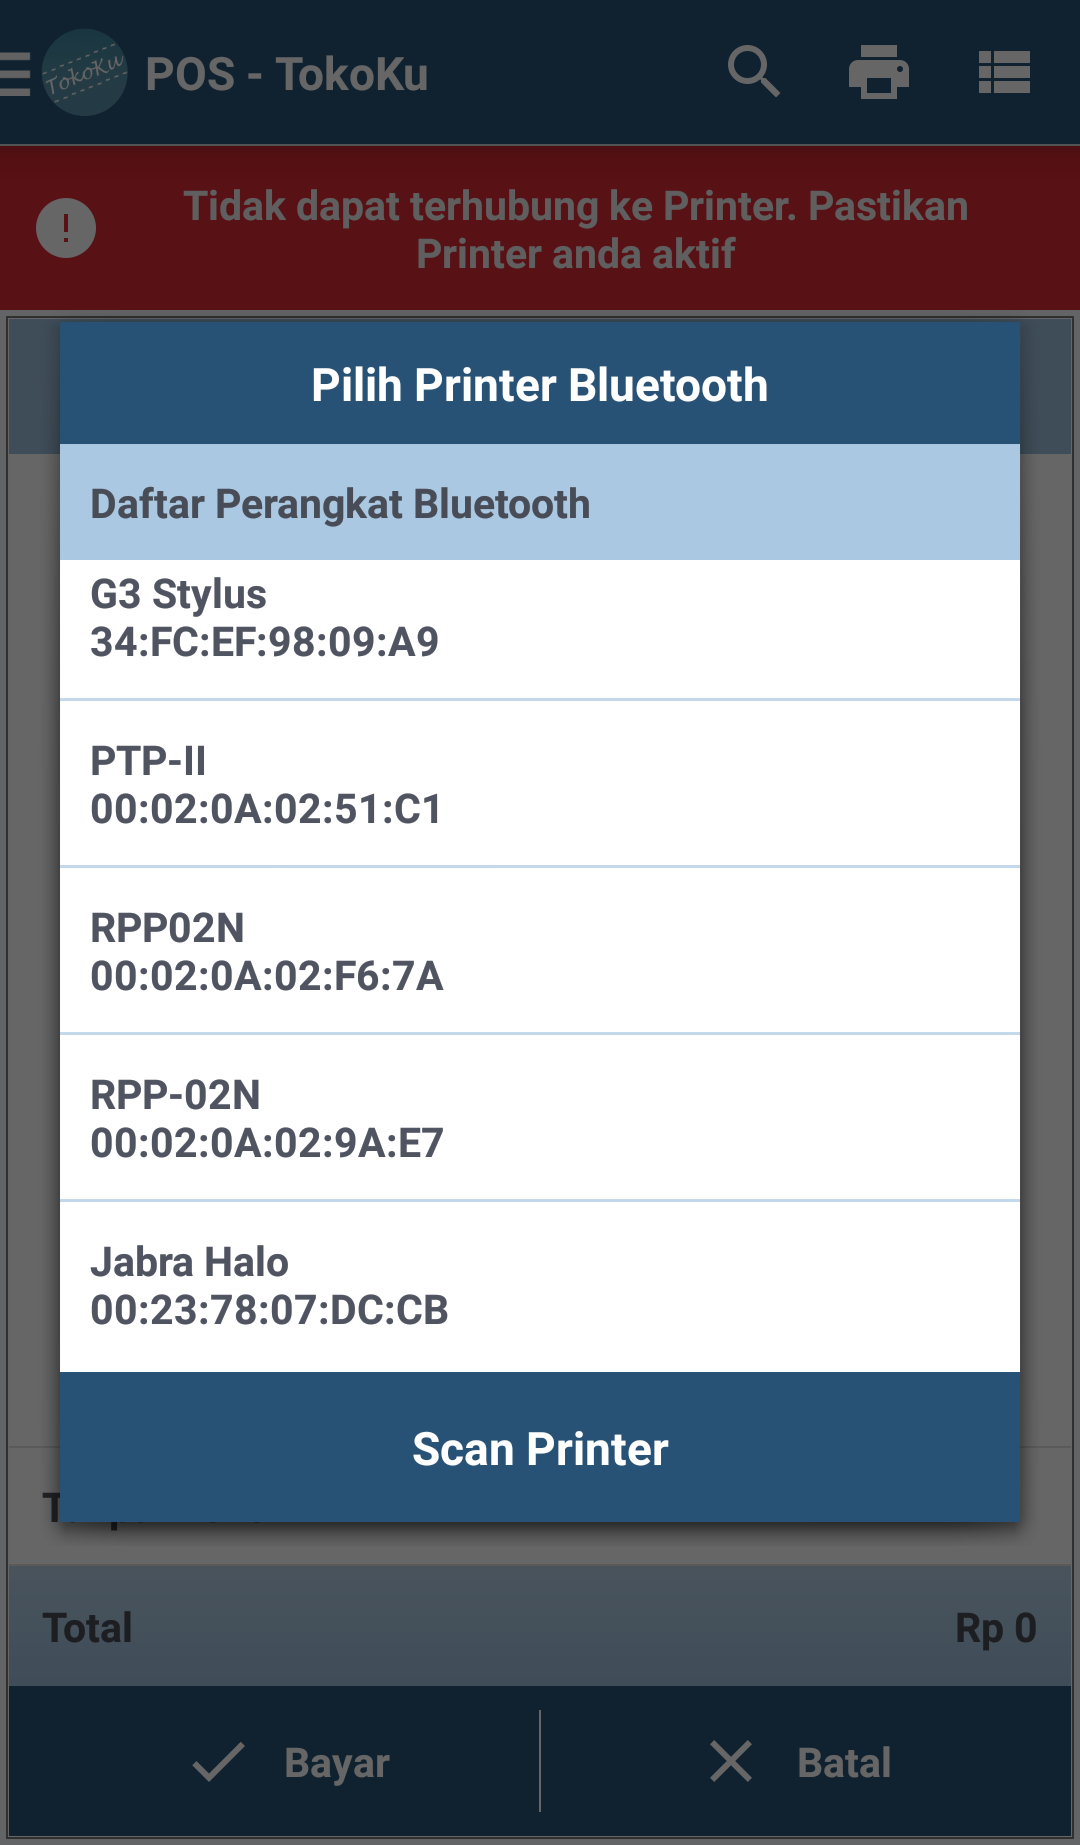 TokoKu
POS - TokoKu
Tidak dapat terhubung ke Printer. Pastikan
Printer anda aktif
Pilih Printer Bluetooth
Daftar Perangkat Bluetooth
G3 Stylus
34:FC:EF:98:09:A9
PTP-II
00:02:0A:02:51:C1
RPP02N
00:02:0A:02:F6:7A
RPP-02N
00:02:0A:02:9A:E7
Jabra Halo
00:23:78:07:DC:CB
Scan Printer
Total
Rp 0
Bayar
Batal